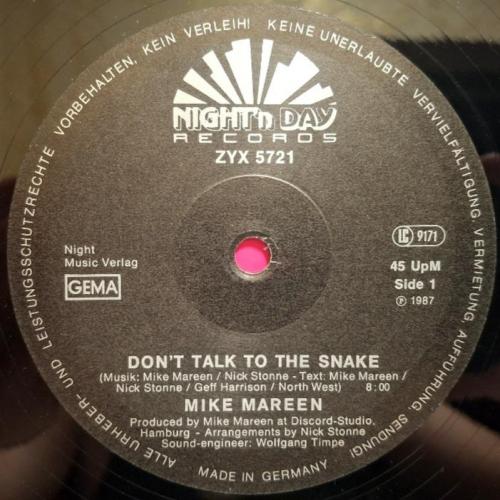 ALLE URHEBER- UND LEISTUNGSSCHUTZRECHTE VORBEHALTEN. KEIN VERLEIH! KEINE UNERLAUBTE VERVIELFÄLTIGUNG, VERMIETUNG, AUFFÜHRUNG, SENDUNG!
NIGHT'n DAY
RECORDS
ZYX 5721
Night
Music Verlag
GEMA
LC 9171
45 UpM
Side 1
℗ 1987
DON'T TALK TO THE SNAKE
(Musik: Mike Mareen / Nick Stonne - Text: Mike Mareen /
Nick Stonne / Geff Harrison / North West) 8:00
MIKE MAREEN
Produced by Mike Mareen at Discord-Studio.
Hamburg - Arrangements by Nick Stonne
Sound-engineer: Wolfgang Timpe
MADE IN GERMANY